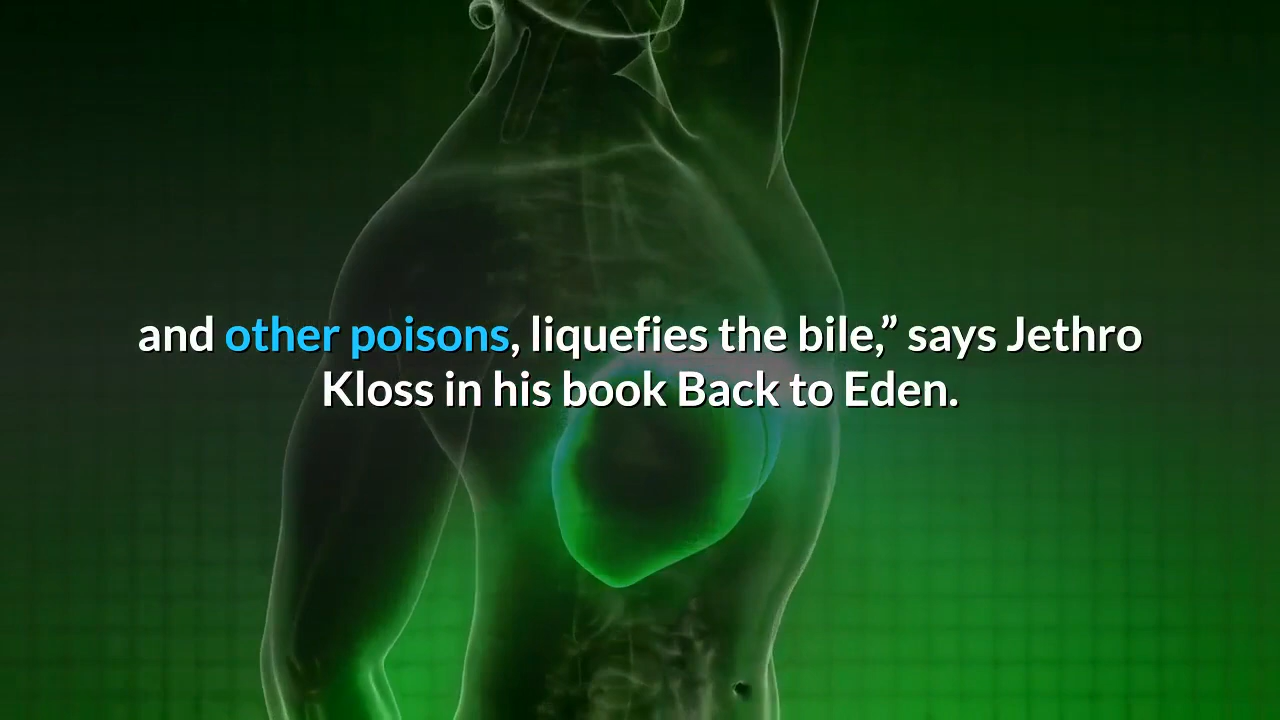 and other poisons, liquefies the bile,” says Jethro
Kloss in his book Back to Eden.